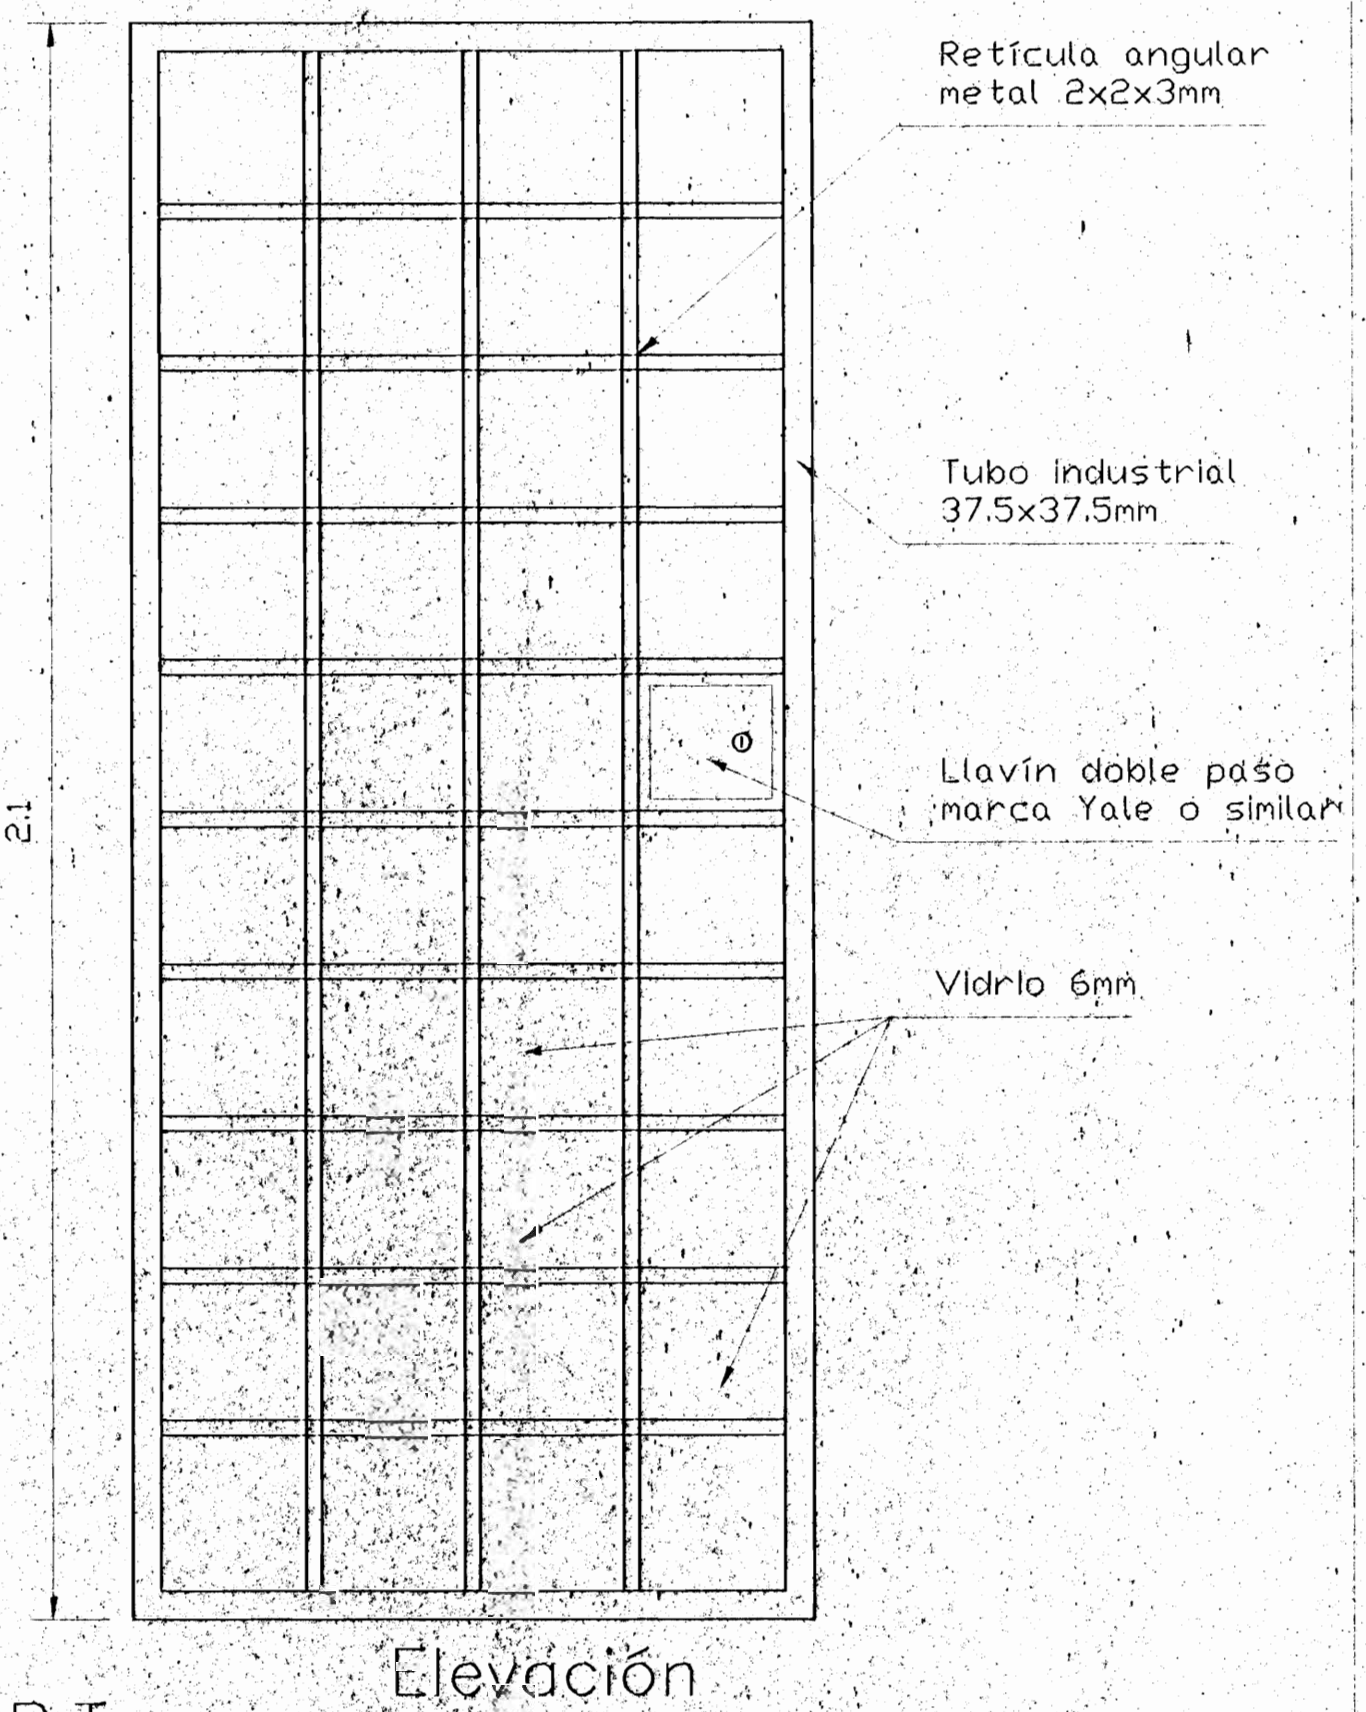 Retícula angular
metal 2x2x3mm
Tubo industrial
37.5x37.5mm
Llavín doble paso
marca Yale o similar
2.1
Vidrio 6mm
Elevación